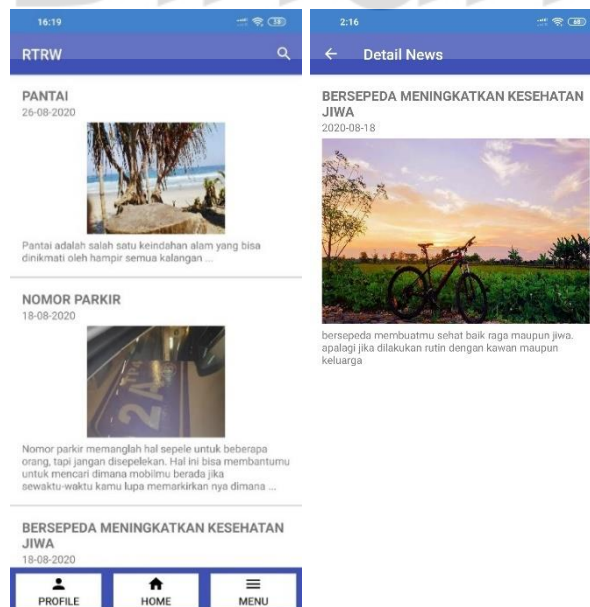 16:19
RTRW
PANTAI
26-08-2020
Pantai adalah salah satu keindahan alam yang bisa
dinikmati oleh hampir semua kalangan ...
NOMOR PARKIR
18-08-2020
2A
Nomor parkir memanglah hal sepele untuk beberapa
orang, tapi jangan disepelekan. Hal ini bisa membantumu
untuk mencari dimana mobilmu berada jika
sewaktu-waktu kamu lupa memarkirkan nya dimana ...
BERSEPEDA MENINGKATKAN KESEHATAN
JIWA
18-08-2020
PROFILE HOME MENU
2:16
Detail News
BERSEPEDA MENINGKATKAN KESEHATAN
JIWA
2020-08-18
bersepeda membuatmu sehat baik raga maupun jiwa.
apalagi jika dilakukan rutin dengan kawan maupun
keluarga